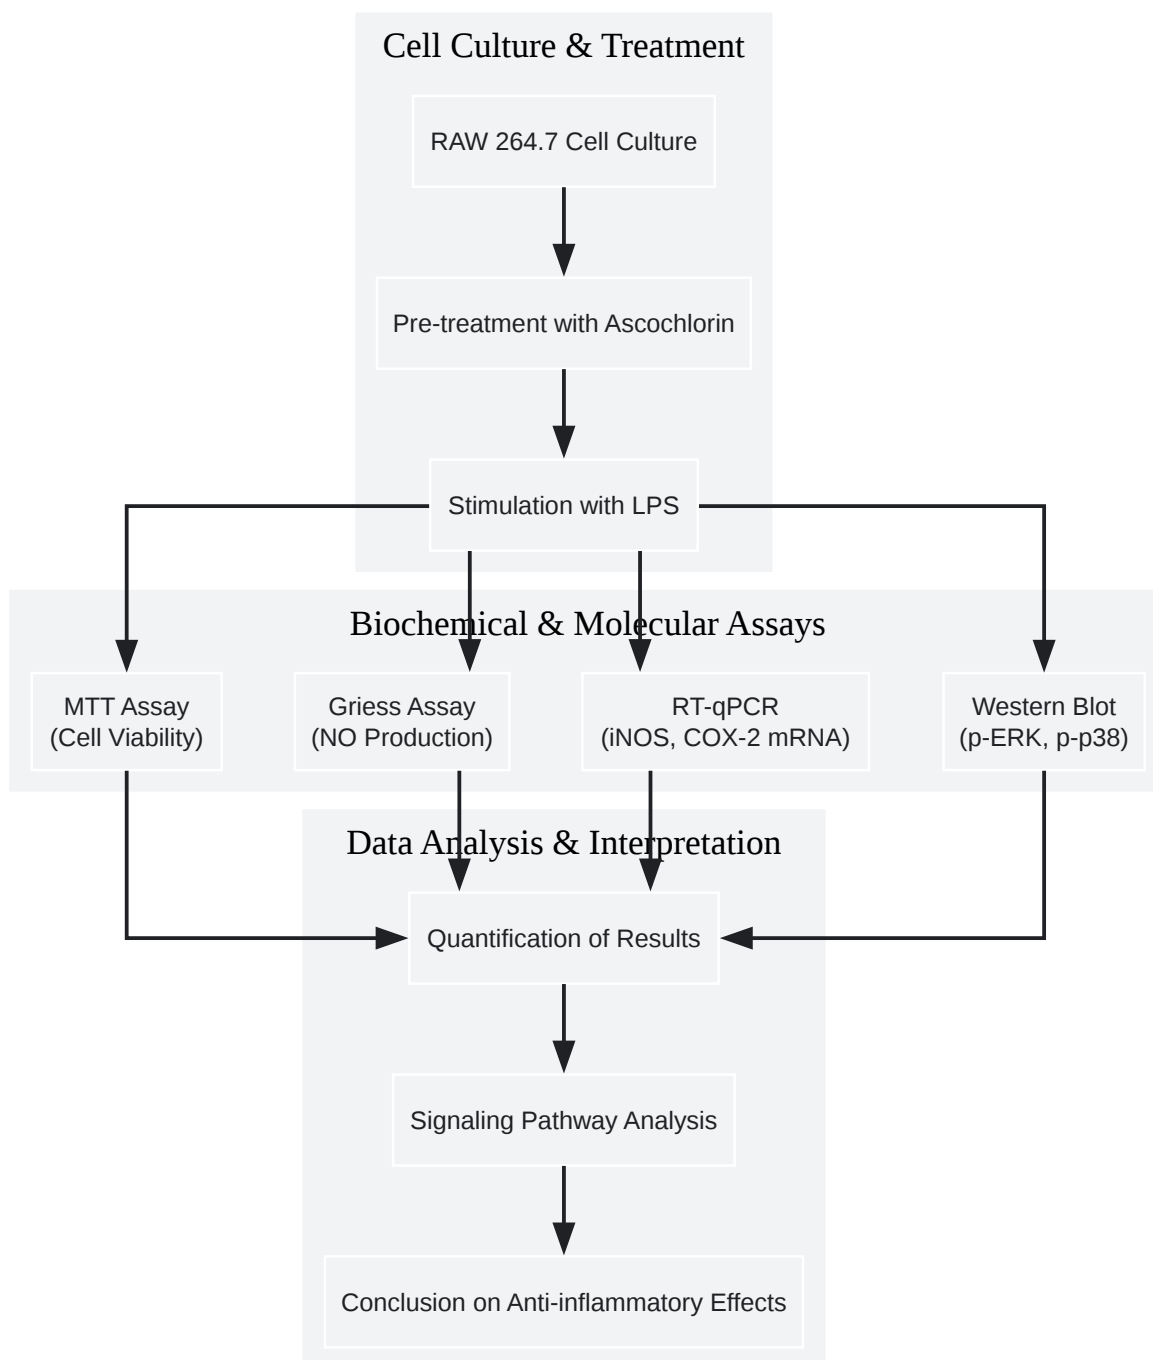 Cell Culture & Treatment
RAW 264.7 Cell Culture
Pre-treatment with Ascochlorin
Stimulation with LPS
Biochemical & Molecular Assays
MTT Assay
(Cell Viability)
Griess Assay
(NO Production)
RT-qPCR
(iNOS, COX-2 mRNA)
Western Blot
(p-ERK, p-p38)
Data Analysis & Interpretation
Quantification of Results
Signaling Pathway Analysis
Conclusion on Anti-inflammatory Effects